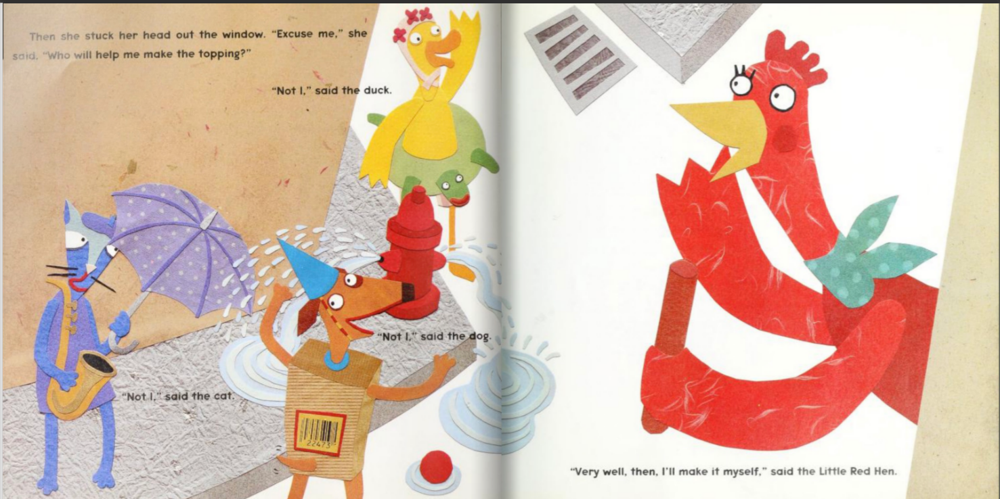 Then she stuck her head out the window. “Excuse me,” she
said. “Who will help me make the topping?”
“Not I,” said the duck.
“Not I,” said the dog.
“Not I,” said the cat.
22473
“Very well, then, I’ll make it myself,” said the Little Red Hen.